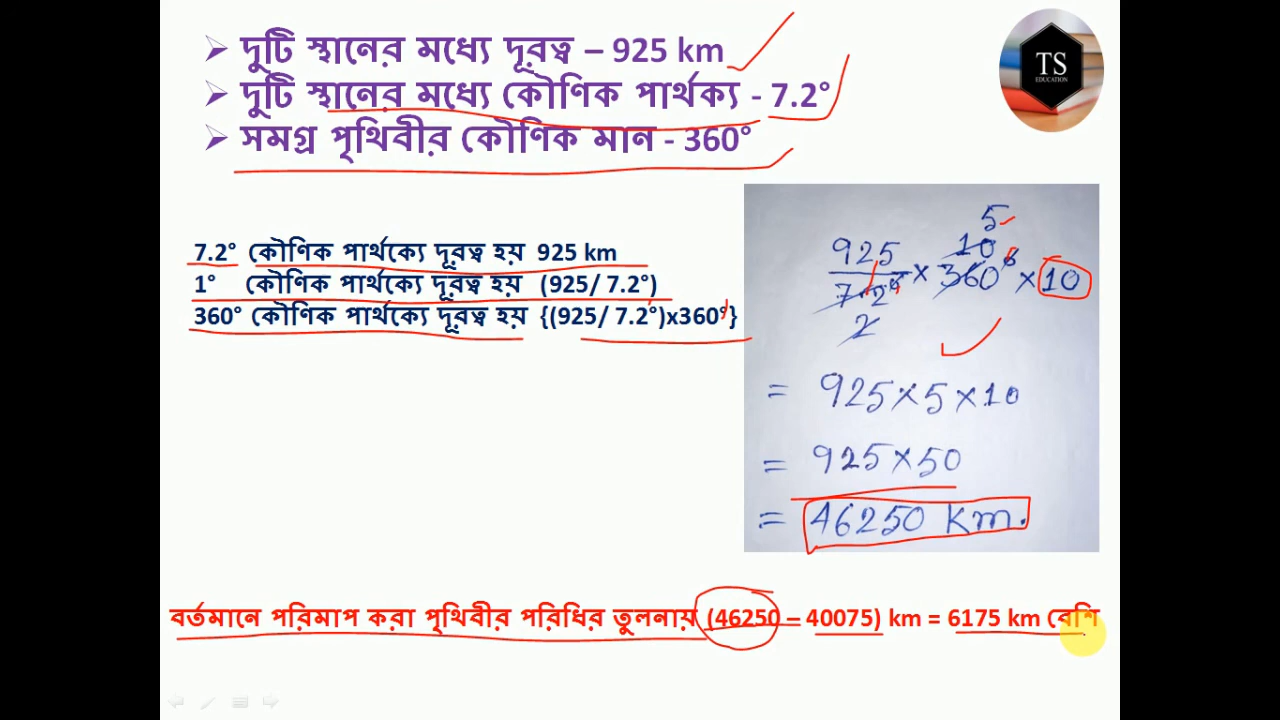 ➢ দুটি স্থানের মধ্যে দূরত্ব – 925 km
➢ দুটি স্থানের মধ্যে কৌণিক পার্থক্য - 7.2°
➢ সমগ্র পৃথিবীর কৌণিক মান - 360°
TS
EDUCATION
7.2° কৌণিক পার্থক্যে দূরত্ব হয় 925 km
1° কৌণিক পার্থক্যে দূরত্ব হয় (925/ 7.2°)
360° কৌণিক পার্থক্যে দূরত্ব হয় {(925/ 7.2°)x360°}
5
925 10
7.2° × 360° × 10
2
= 925×5×10
= 925×50
= 46250 Km.
বর্তমানে পরিমাপ করা পৃথিবীর পরিধির তুলনায় (46250 – 40075) km = 6175 km বেশি